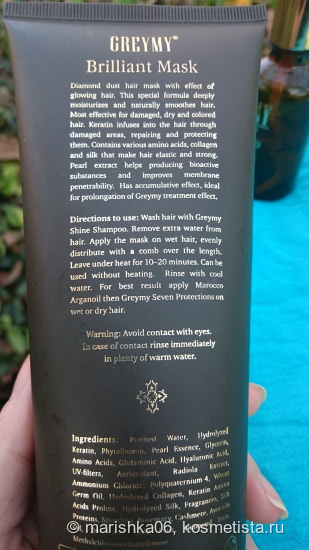 GREYMY™
Brilliant Mask
Diamond dust hair mask with effect of
glowing hair. This special formula deeply
moisturizes and naturally smoothes hair.
Most effective for damaged, dry and colored
hair. Keratin infuses into the hair through
damaged areas, repairing and protecting
them. Contains various amino acids, collagen
and silk that make hair elastic and strong.
Pearl extract helps producing bioactive
substances and improves membrane
penetrability. Has accumulative effect, ideal
for prolongation of Greymy treatment effect.
Directions to use: Wash hair with Greymy
Shine Shampoo. Remove extra water from
hair. Apply the mask on wet hair, evenly
distribute with a comb over the length.
Leave under heat for 10-20 minutes. Can be
used without heating. Rinse with cool
water. For best result apply Marocco
Arganoil then Greymy Seven Protections on
wet or dry hair.
Warning: Avoid contact with eyes.
In case of contact rinse immediately
in plenty of warm water.
Ingredients: Purified Water, Hydrolyzed
Keratin, Phytalhumin, Pearl Essence, Glycerin,
Amino Acids, Glutaminic Acid, Hyaluronic Acid,
UV-filters, Antioxidant, Radiola Extract,
Ammonium Chloride, Polyquaternium 4, Wheat
Germ Oil, Hydrolyzed Collagen, Keratin Amino
Acids Proline, Hydrolyzed Silk, Fragrances, Silk
Proteins, Cashmere, Avocado
© marishka06, kosmetista.ru